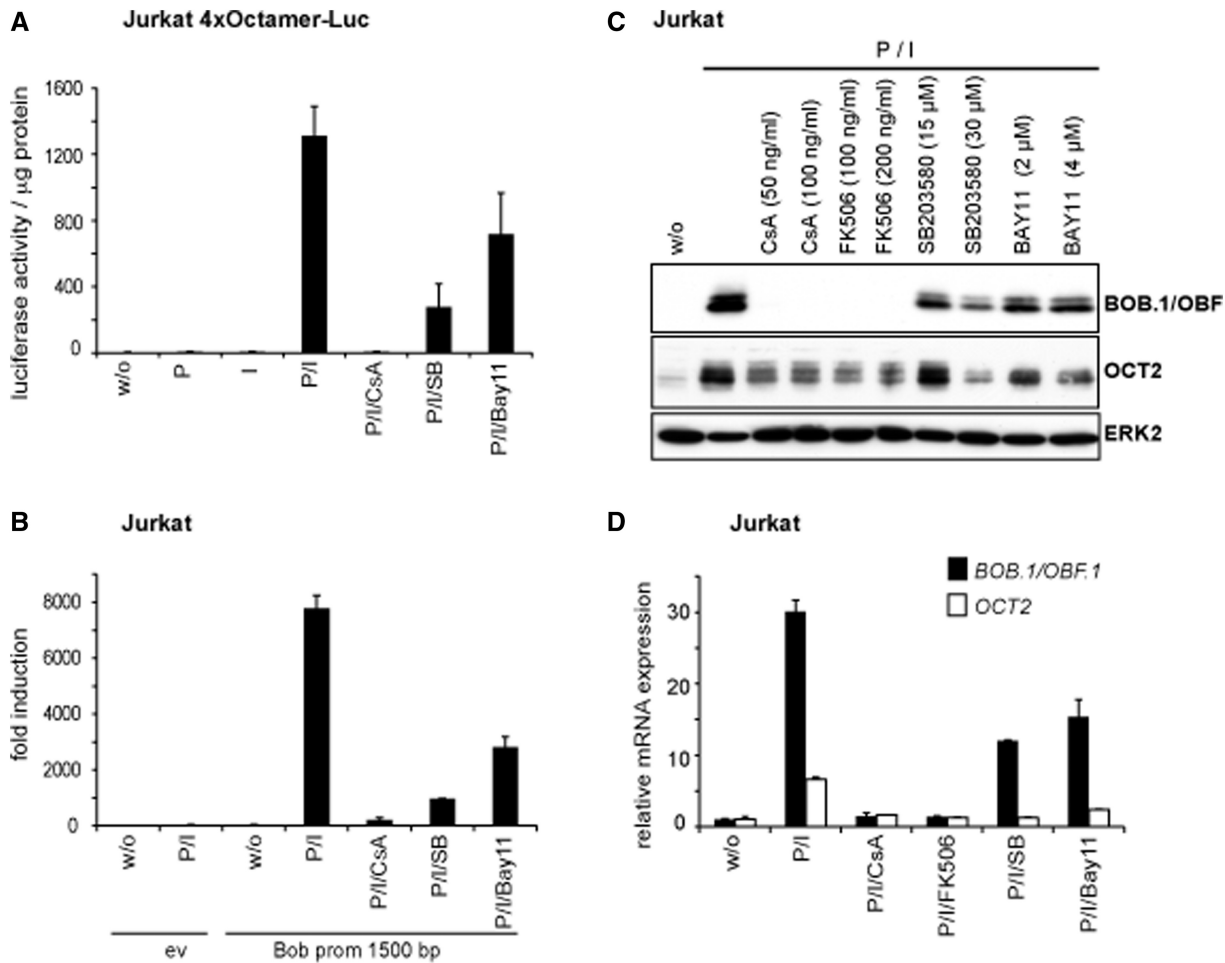 A
Jurkat 4xOctamer-Luc
luciferase activity / μg protein
1600
1200
800
400
0
w/o
P
I
P/I
P/I/CsA
P/I/SB
P/I/Bay11
B
Jurkat
fold induction
8000
6000
4000
2000
0
w/o
P/I
w/o
P/I
P/I/CsA
P/I/SB
P/I/Bay11
ev
Bob prom 1500 bp
C
Jurkat
P / I
w/o
CsA (50 ng/ml)
CsA (100 ng/ml)
FK506 (100 ng/ml)
FK506 (200 ng/ml)
SB203580 (15 μM)
SB203580 (30 μM)
BAY11 (2 μM)
BAY11 (4 μM)
BOB.1/OBF
OCT2
ERK2
D
Jurkat
BOB.1/OBF.1
OCT2
relative mRNA expression
30
20
10
0
w/o
P/I
P/I/CsA
P/I/FK506
P/I/SB
P/I/Bay11